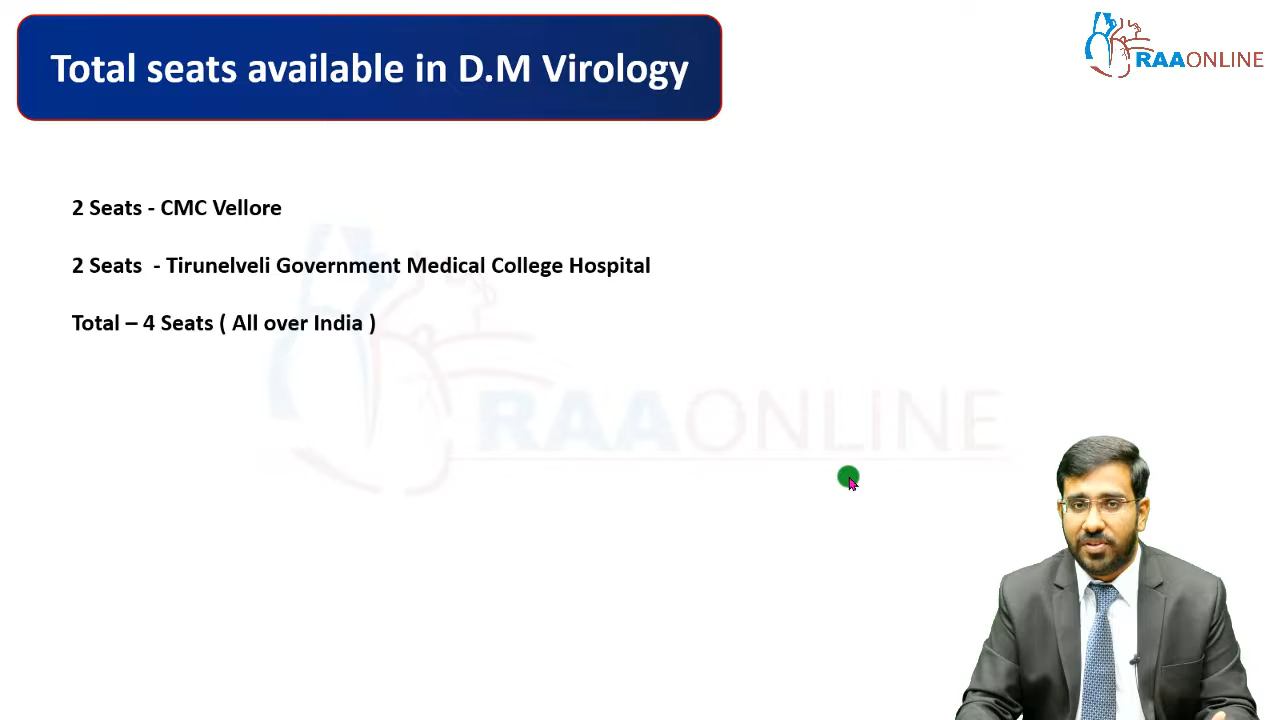 Total seats available in D.M Virology
RAAONLINE
2 Seats - CMC Vellore
2 Seats  - Tirunelveli Government Medical College Hospital
Total – 4 Seats ( All over India )
RAAONLINE